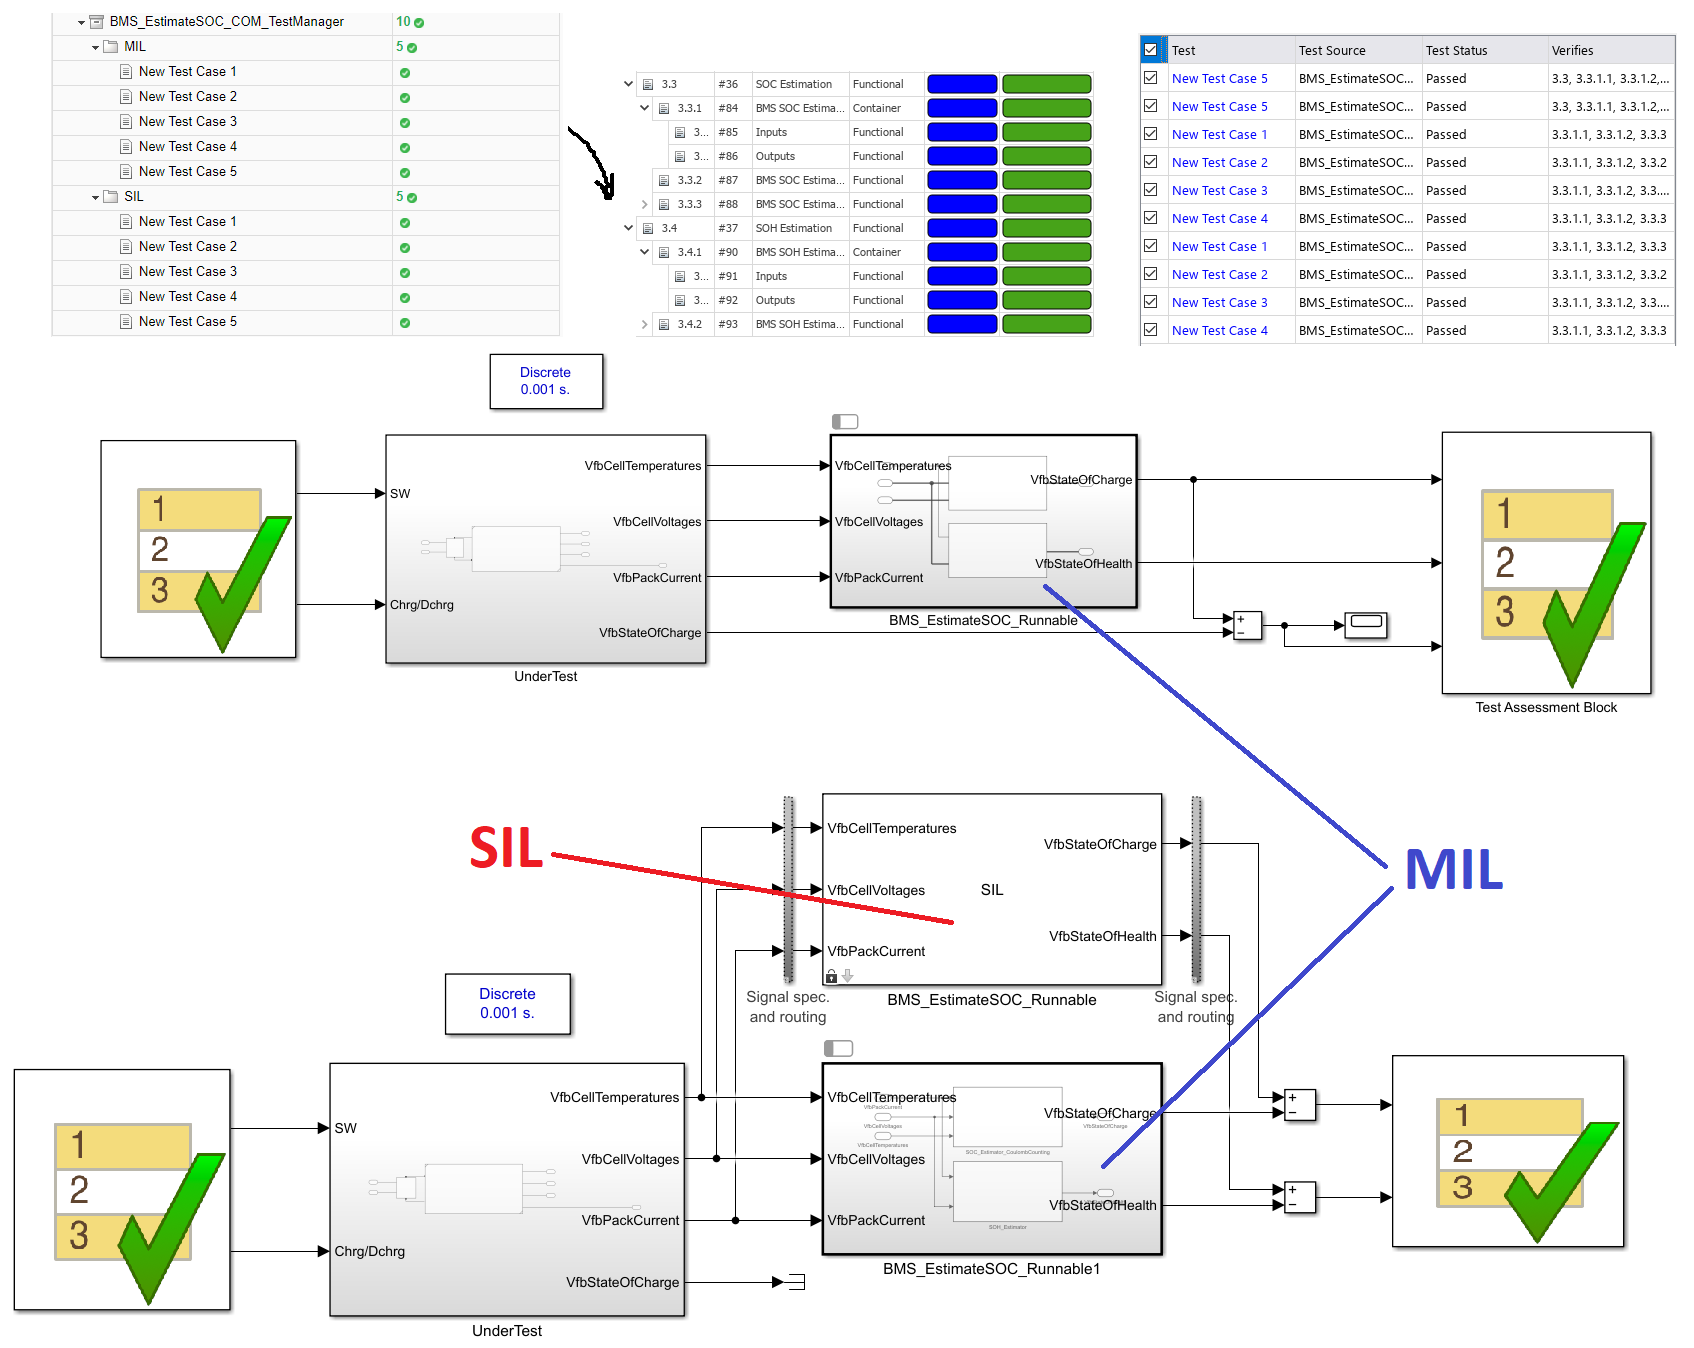 BMS_EstimateSOC_COM_TestManager 10
MIL 5
New Test Case 1
New Test Case 2
New Test Case 3
New Test Case 4
New Test Case 5
SIL 5
New Test Case 1
New Test Case 2
New Test Case 3
New Test Case 4
New Test Case 5
3.3 #36 SOC Estimation Functional
3.3.1 #84 BMS SOC Estima... Container
3... #85 Inputs Functional
3... #86 Outputs Functional
3.3.2 #87 BMS SOC Estima... Functional
3.3.3 #88 BMS SOC Estima... Functional
3.4 #37 SOH Estimation Functional
3.4.1 #90 BMS SOH Estima... Container
3... #91 Inputs Functional
3... #92 Outputs Functional
3.4.2 #93 BMS SOH Estima... Functional
Test Test Source Test Status Verifies
New Test Case 5 BMS_EstimateSOC... Passed 3.3, 3.3.1.1, 3.3.1.2,...
New Test Case 5 BMS_EstimateSOC... Passed 3.3, 3.3.1.1, 3.3.1.2,...
New Test Case 1 BMS_EstimateSOC... Passed 3.3.1.1, 3.3.1.2, 3.3.3
New Test Case 2 BMS_EstimateSOC... Passed 3.3.1.1, 3.3.1.2, 3.3.2
New Test Case 3 BMS_EstimateSOC... Passed 3.3.1.1, 3.3.1.2, 3.3....
New Test Case 4 BMS_EstimateSOC... Passed 3.3.1.1, 3.3.1.2, 3.3.3
New Test Case 1 BMS_EstimateSOC... Passed 3.3.1.1, 3.3.1.2, 3.3.3
New Test Case 2 BMS_EstimateSOC... Passed 3.3.1.1, 3.3.1.2, 3.3.2
New Test Case 3 BMS_EstimateSOC... Passed 3.3.1.1, 3.3.1.2, 3.3....
New Test Case 4 BMS_EstimateSOC... Passed 3.3.1.1, 3.3.1.2, 3.3.3
Discrete
0.001 s.
1
2
3
SW
Chrg/Dchrg
VfbCellTemperatures
VfbCellVoltages
VfbPackCurrent
VfbStateOfCharge
UnderTest
VfbCellTemperatures
VfbCellVoltages
VfbPackCurrent
VfbStateOfCharge
VfbStateOfHealth
BMS_EstimateSOC_Runnable
+
−
1
2
3
Test Assessment Block
SIL
MIL
VfbCellTemperatures
VfbCellVoltages
VfbPackCurrent
SIL
VfbStateOfCharge
VfbStateOfHealth
BMS_EstimateSOC_Runnable
Signal spec.
and routing
Signal spec.
and routing
Discrete
0.001 s.
1
2
3
SW
Chrg/Dchrg
VfbCellTemperatures
VfbCellVoltages
VfbPackCurrent
VfbStateOfCharge
UnderTest
VfbCellTemperatures
VfbCellVoltages
VfbPackCurrent
VfbPackCurrent
VfbCellVoltages
VfbCellTemperatures
SOC_Estimator_CoulombCounting
SOH_Estimator
VfbStateOfCharge
VfbStateOfCharge
VfbStateOfHealth
BMS_EstimateSOC_Runnable1
+
−
+
−
1
2
3